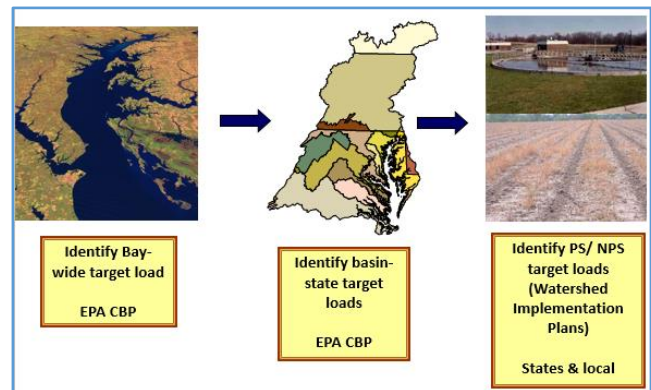 Identify Bay-
wide target load
EPA CBP
Identify basin-
state target
loads
EPA CBP
Identify PS/ NPS
target loads
(Watershed
Implementation
Plans)
States & local